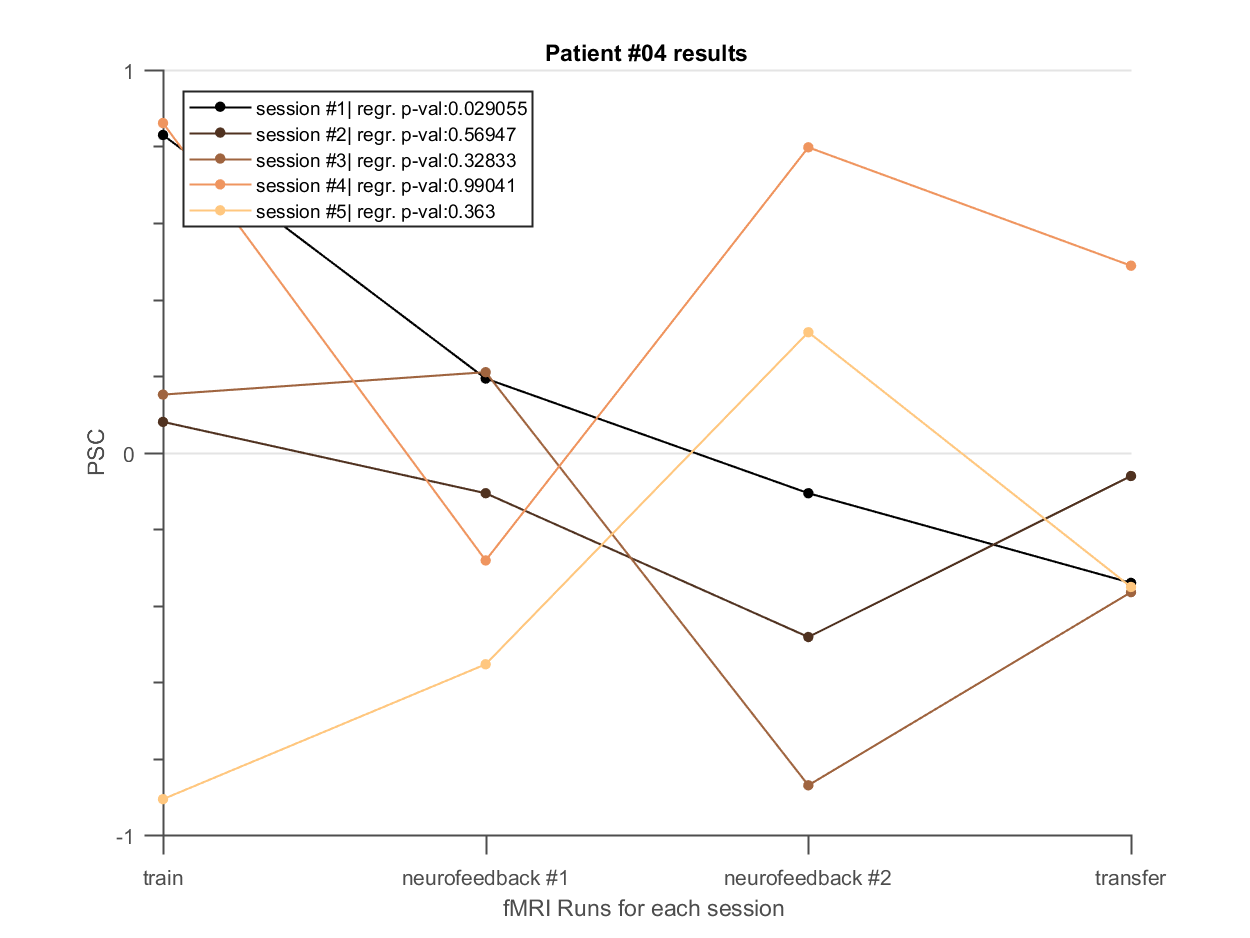 Patient #04 results
1
session #1| regr. p-val:0.029055
session #2| regr. p-val:0.56947
session #3| regr. p-val:0.32833
session #4| regr. p-val:0.99041
session #5| regr. p-val:0.363
PSC
0
-1
train neurofeedback #1 neurofeedback #2 transfer
fMRI Runs for each session